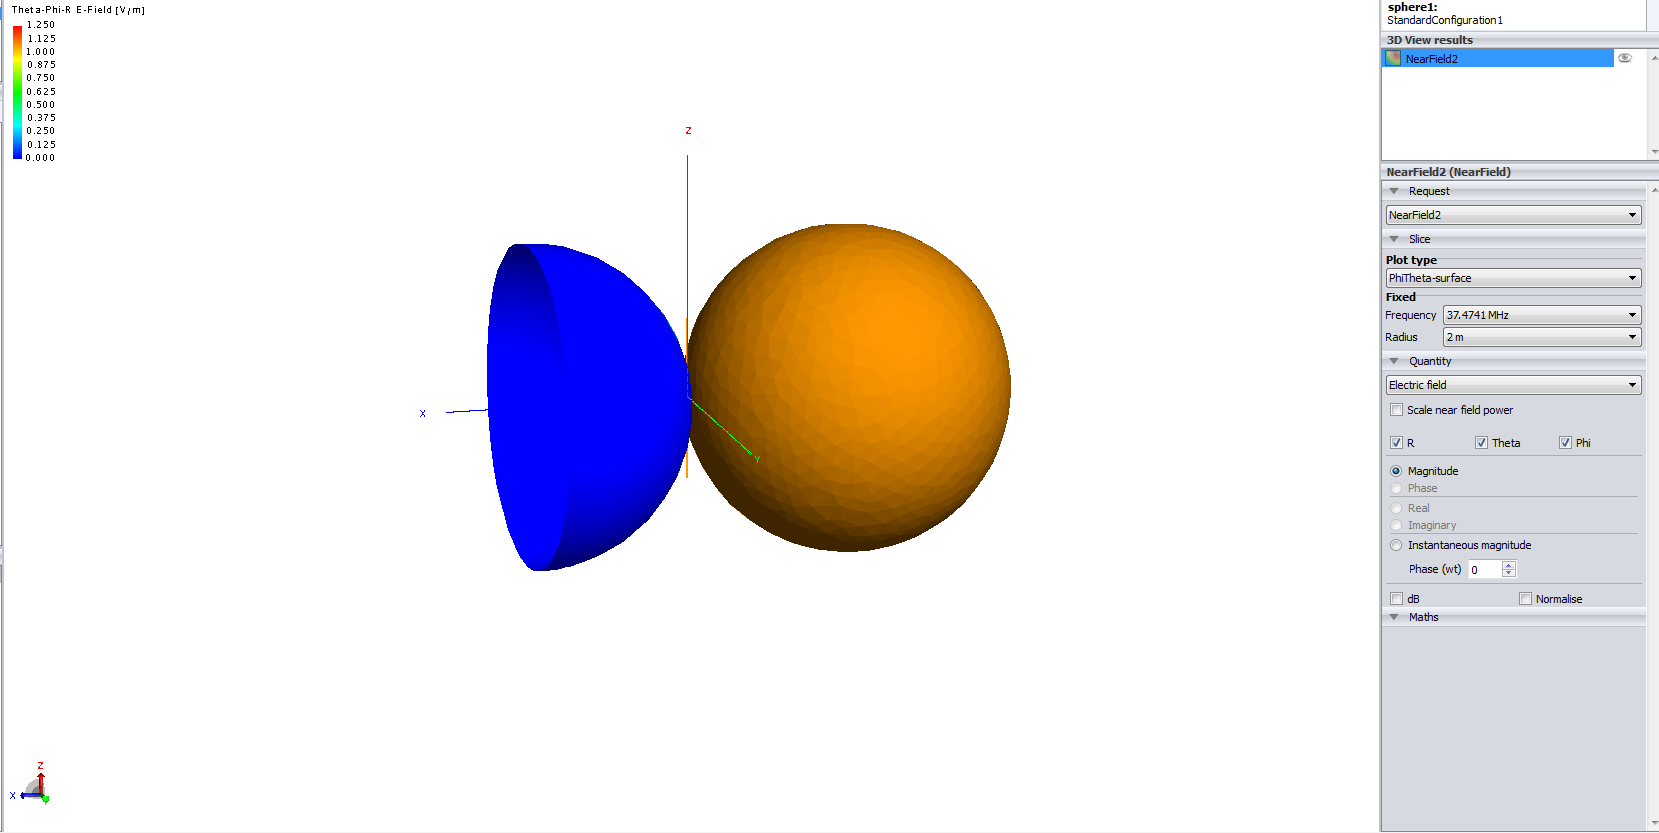 Theta-Phi-R E-Field [V/m]
1.250
1.125
1.000
0.875
0.750
0.625
0.500
0.375
0.250
0.125
0.000
Z
X
Y
Z
X
Y
sphere1:
StandardConfiguration1
3D View results
NearField2
NearField2 (NearField)
Request
NearField2
Slice
Plot type
PhiTheta-surface
Fixed
Frequency 37.4741 MHz
Radius 2 m
Quantity
Electric field
Scale near field power
R Theta Phi
Magnitude
Phase
Real
Imaginary
Instantaneous magnitude
Phase (wt) 0
dB Normalise
Maths